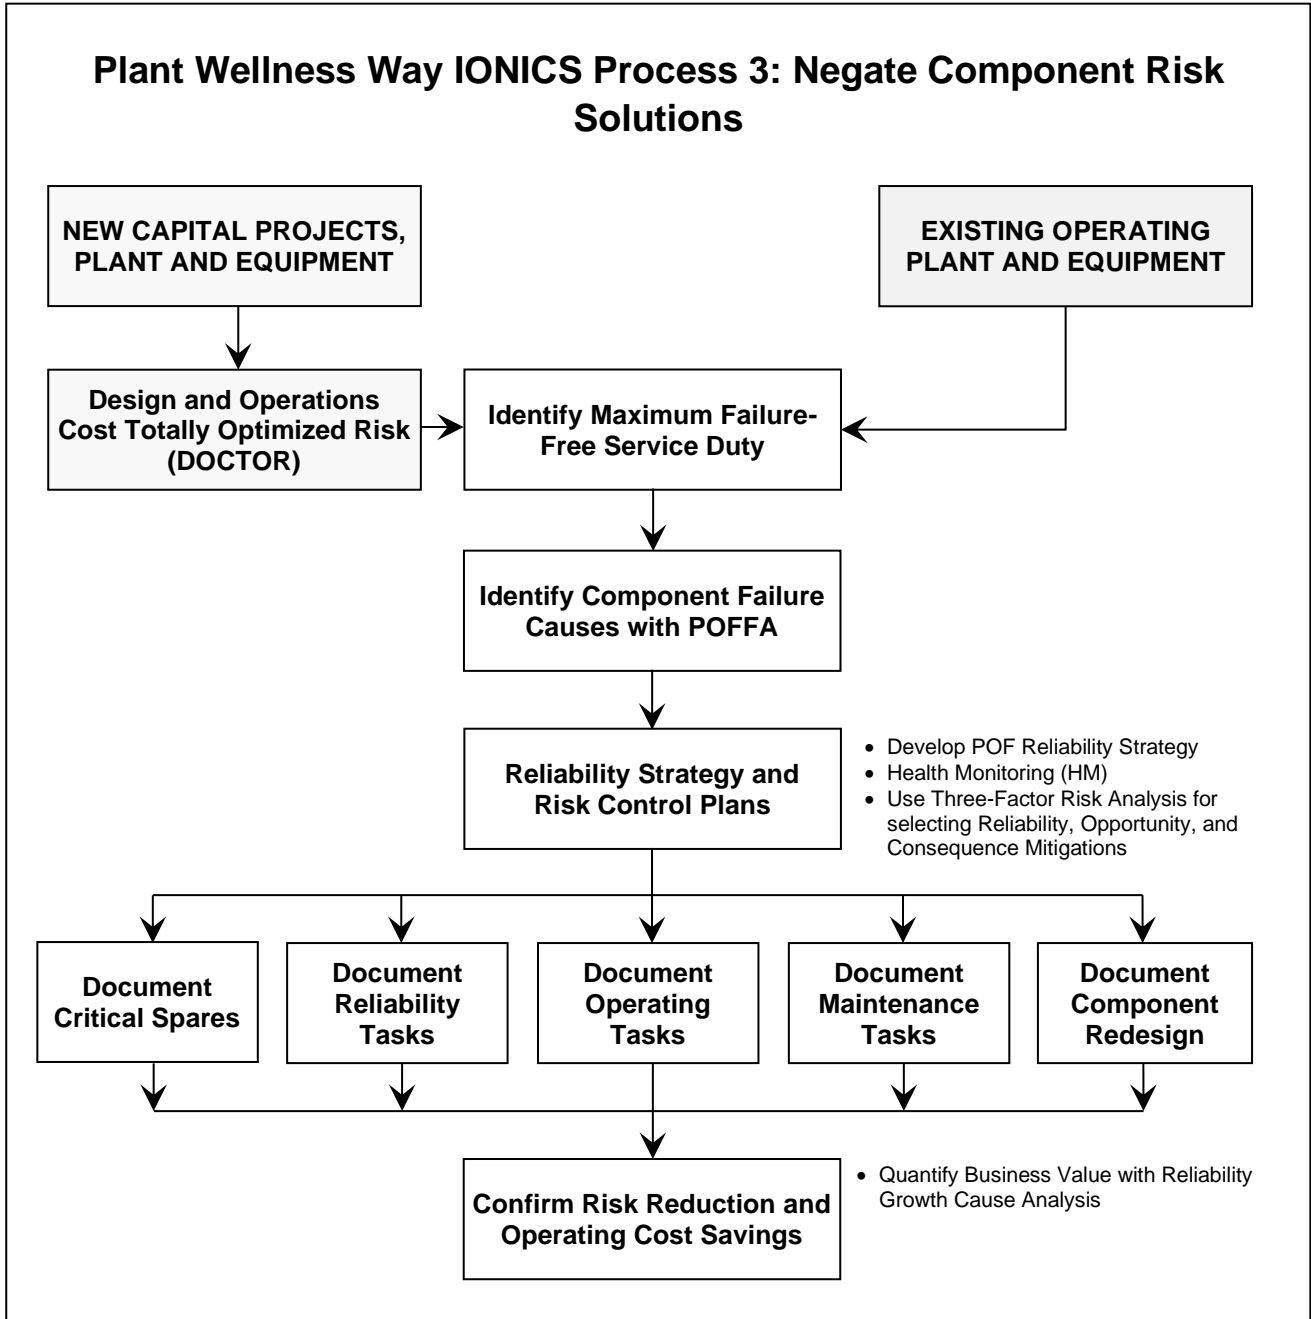 Plant Wellness Way IONICS Process 3: Negate Component Risk
Solutions
NEW CAPITAL PROJECTS,
PLANT AND EQUIPMENT
EXISTING OPERATING
PLANT AND EQUIPMENT
Design and Operations
Cost Totally Optimized Risk
(DOCTOR)
Identify Maximum Failure-
Free Service Duty
Identify Component Failure
Causes with POFFA
Reliability Strategy and
Risk Control Plans
• Develop POF Reliability Strategy
• Health Monitoring (HM)
• Use Three-Factor Risk Analysis for
selecting Reliability, Opportunity, and
Consequence Mitigations
Document
Critical Spares
Document
Reliability
Tasks
Document
Operating
Tasks
Document
Maintenance
Tasks
Document
Component
Redesign
Confirm Risk Reduction and
Operating Cost Savings
• Quantify Business Value with Reliability
Growth Cause Analysis